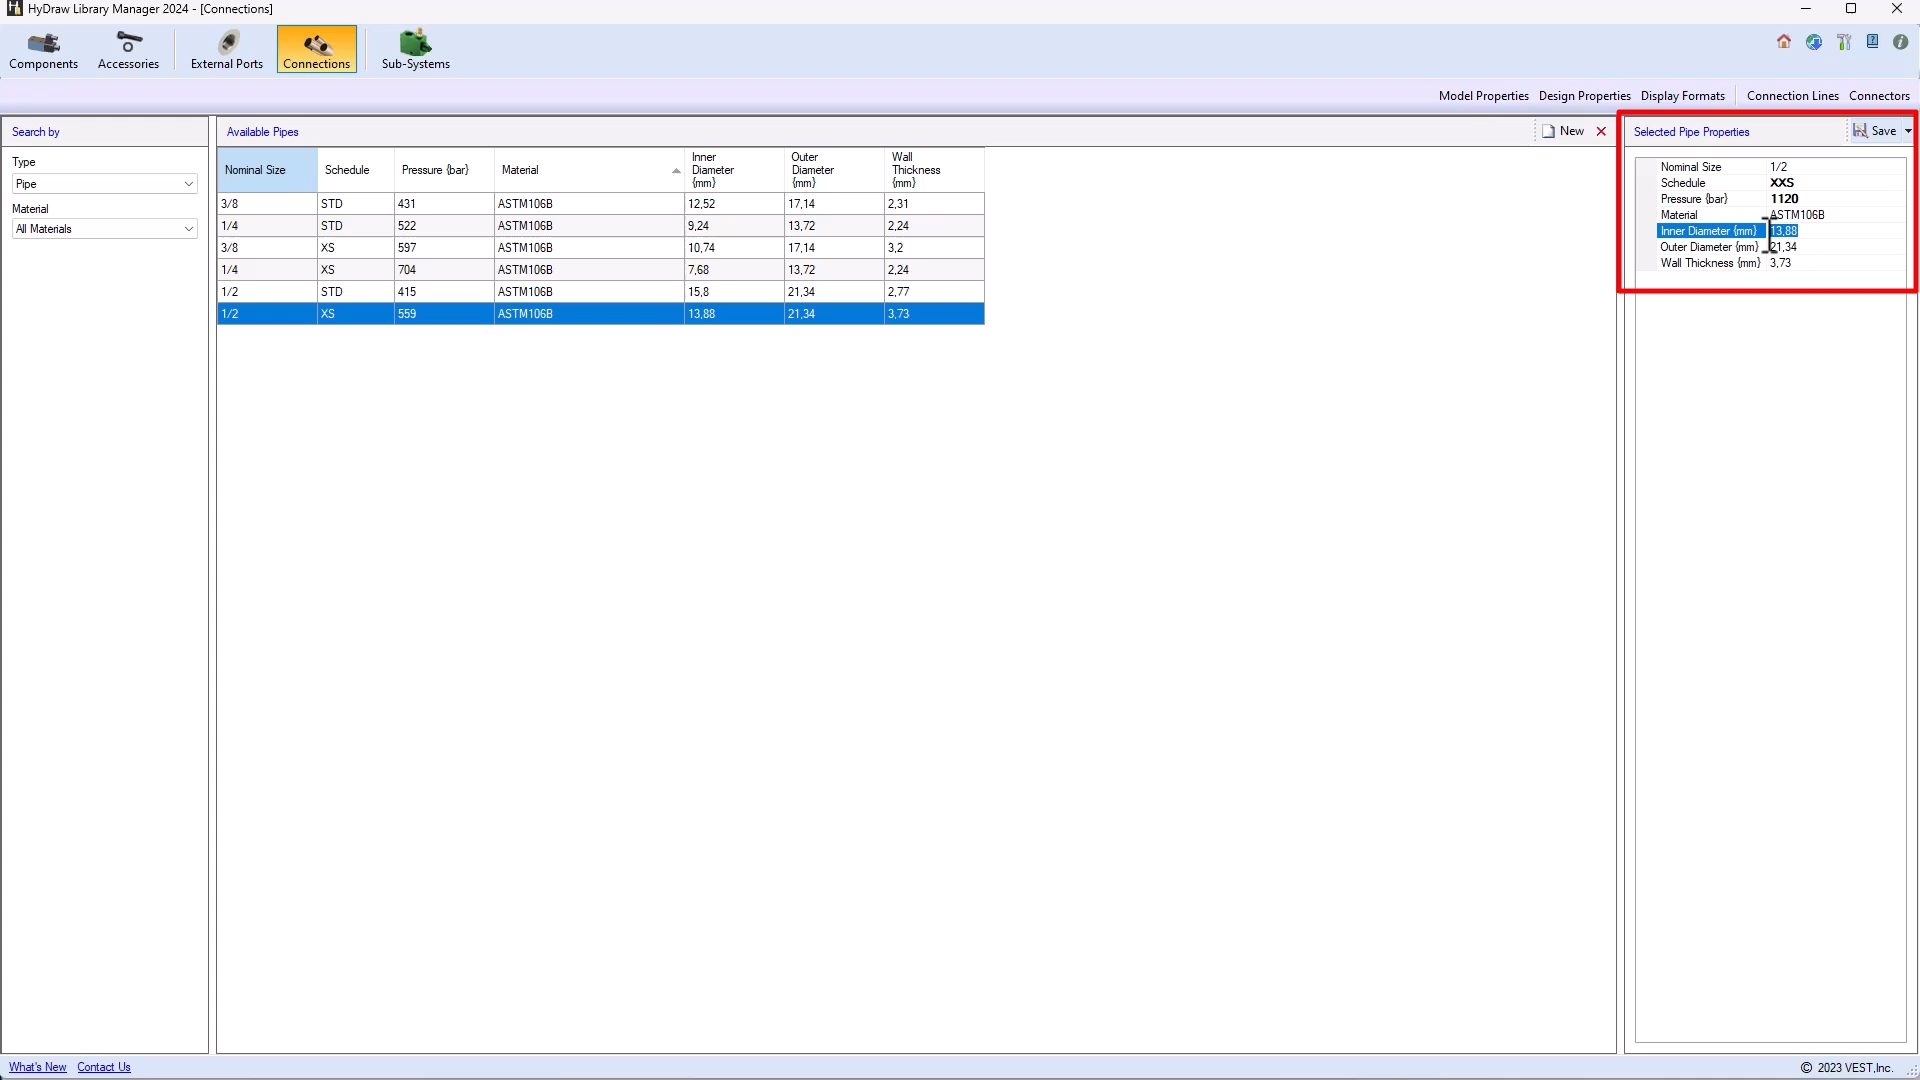 HyDraw Library Manager 2024 - [Connections]
Components
Accessories
External Ports
Connections
Sub-Systems
Model Properties Design Properties Display Formats Connection Lines Connectors
Search by
Type
Pipe
Material
All Materials
Available Pipes
New
Nominal Size Schedule Pressure {bar} Material Inner Diameter {mm} Outer Diameter {mm} Wall Thickness {mm}
3/8 STD 431 ASTM106B 12,52 17,14 2,31
1/4 STD 522 ASTM106B 9,24 13,72 2,24
3/8 XS 597 ASTM106B 10,74 17,14 3,2
1/4 XS 704 ASTM106B 7,68 13,72 2,24
1/2 STD 415 ASTM106B 15,8 21,34 2,77
1/2 XS 559 ASTM106B 13,88 21,34 3,73
Selected Pipe Properties
Save
Nominal Size 1/2
Schedule XXS
Pressure {bar} 1120
Material ASTM106B
Inner Diameter {mm} 13,88
Outer Diameter {mm} 21,34
Wall Thickness {mm} 3,73
What's New Contact Us
© 2023 VEST,Inc.